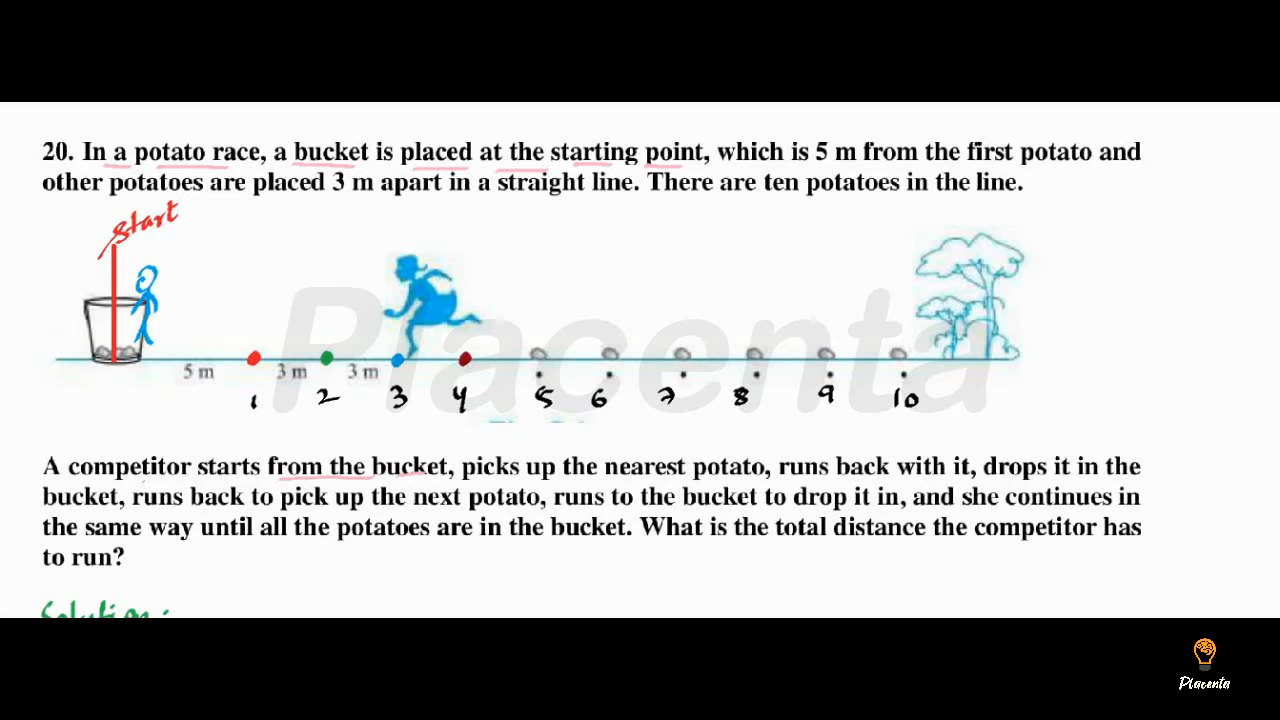 20. In a potato race, a bucket is placed at the starting point, which is 5 m from the first potato and
other potatoes are placed 3 m apart in a straight line. There are ten potatoes in the line.
start
Placenta
5 m 3 m 3 m
1 2 3 4 5 6 7 8 9 10
A competitor starts from the bucket, picks up the nearest potato, runs back with it, drops it in the
bucket, runs back to pick up the next potato, runs to the bucket to drop it in, and she continues in
the same way until all the potatoes are in the bucket. What is the total distance the competitor has
to run?
Solution:
Placenta